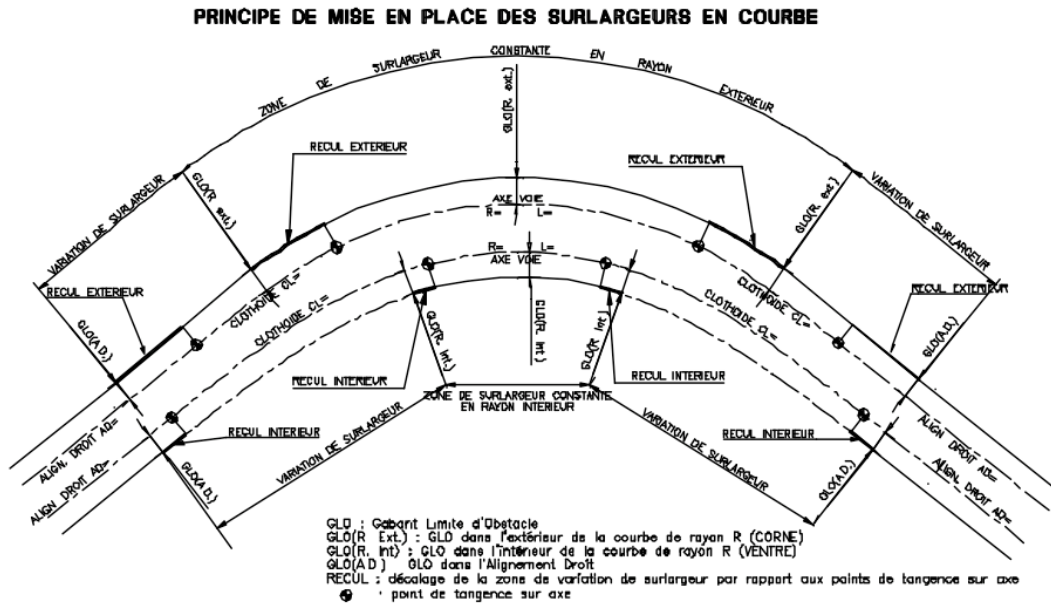 PRINCIPE DE MISE EN PLACE DES SURLARGEURS EN COURBE
ZONE DE SURLARGEUR CONSTANTE EN RAYON EXTERIEUR
GLO(R. ext.)
RECUL EXTERIEUR
RECUL EXTERIEUR
VARIATION DE SURLARGEUR
GLO(R ext.)
GLO(R. ext.)
VARIATION DE SURLARGEUR
AXE VOIE
R= L=
R= L=
AXE VOIE
RECUL EXTERIEUR
CLOTHOIDE CL=
CLOTHOIDE CL=
CLOTHOIDE CL=
CLOTHOIDE CL=
RECUL EXTERIEUR
GLO(A.D.)
GLO(R. Int.)
GLO(R. Int)
GLO(R Int)
GLO(A.D.)
RECUL INTERIEUR
RECUL INTERIEUR
ZONE DE SURLARGEUR CONSTANTE
EN RAYON INTERIEUR
ALIGN. DROIT AD=
ALIGN DROIT AD=
RECUL INTERIEUR
VARIATION DE SURLARGEUR
VARIATION DE SURLARGEUR
RECUL INTERIEUR
ALIGN DROIT AD=
ALIGN. DROIT AD=
GLO(A.D.)
GLO(A.D.)
GLO : Gabarit Limite d'Obstacle
GLO(R Ext.) : GLO dans l'extérieur de la courbe de rayon R (CORNE)
GLO(R. Int) : GLO dans l'intérieur de la courbe de rayon R (VENTRE)
GLO(A D ) GLO dans l'Alignement Droit
RECUL : décalage de la zone de variation de surlargeur par rapport aux points de tangence sur axe
: point de tangence sur axe